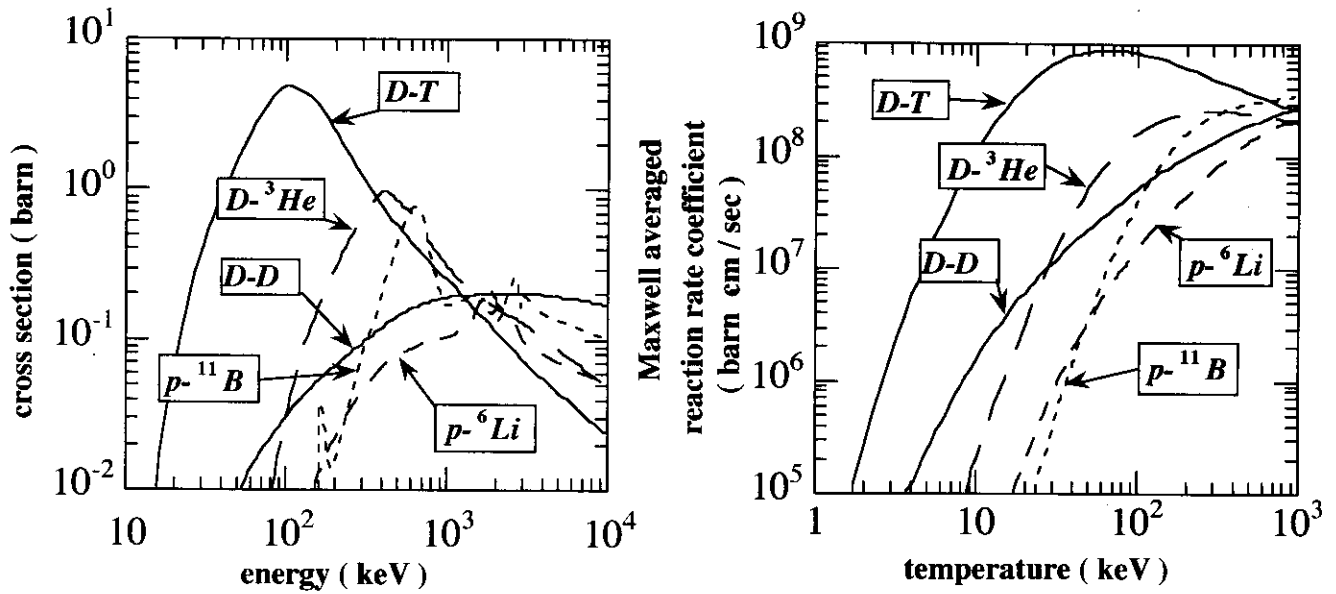 cross section ( barn )
10^1
10^0
10^-1
10^-2
D-T
D-^3He
D-D
p-^11B
p-^6Li
10
10^2
10^3
10^4
energy ( keV )
Maxwell averaged
reaction rate coefficient
( barn cm / sec )
10^9
10^8
10^7
10^6
10^5
D-T
D-^3He
D-D
p-^6Li
p-^11B
1
10
10^2
10^3
temperature ( keV )